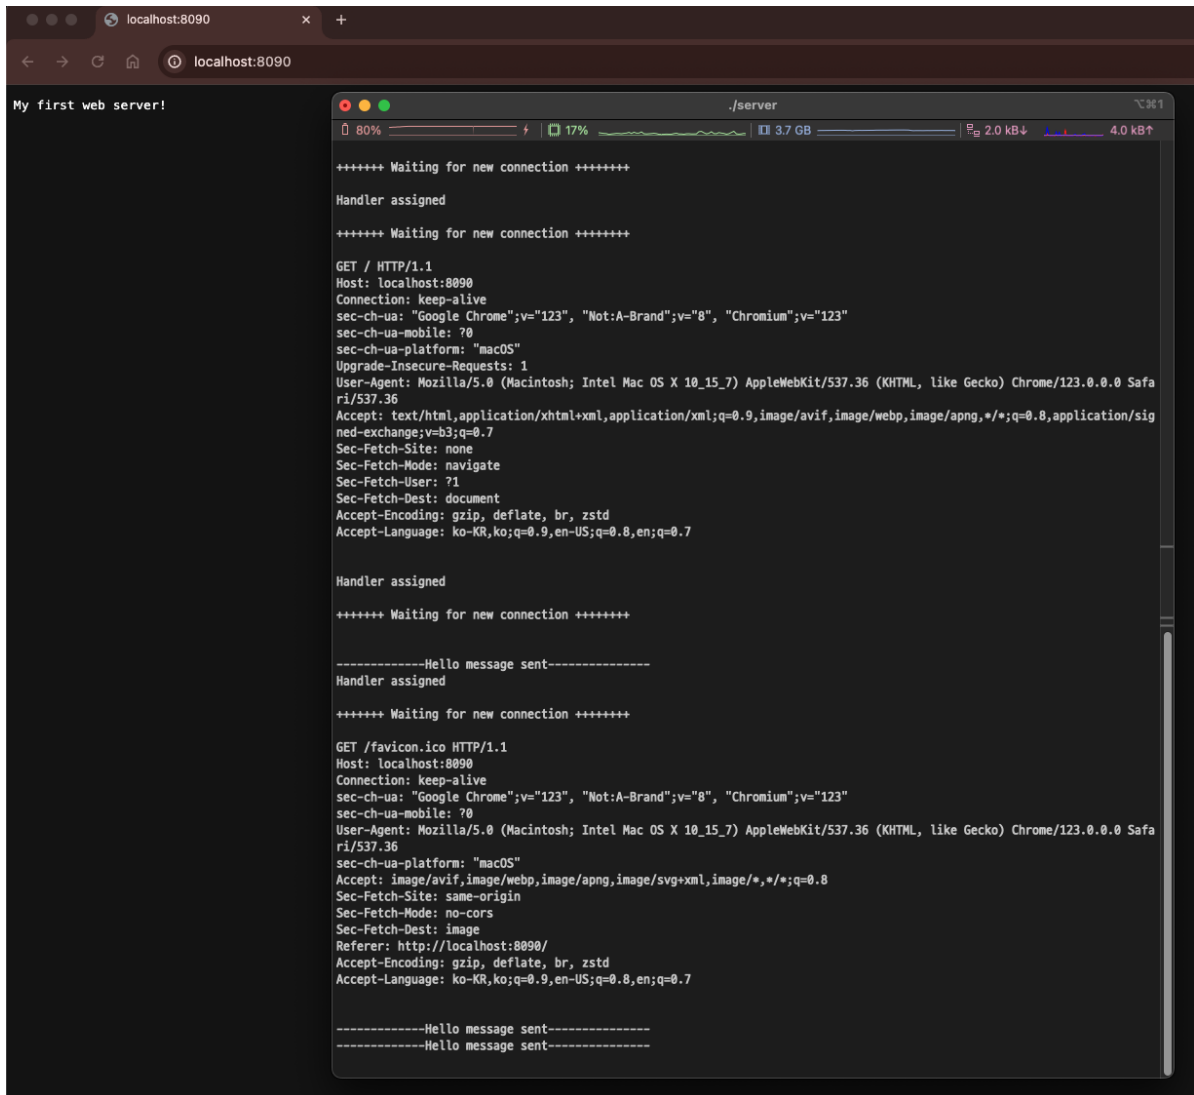 localhost:8090
localhost:8090
My first web server!
./server
⌥⌘1
80% 17% 3.7 GB 2.0 kB↓ 4.0 kB↑
+++++++ Waiting for new connection ++++++++
Handler assigned
+++++++ Waiting for new connection ++++++++
GET / HTTP/1.1
Host: localhost:8090
Connection: keep-alive
sec-ch-ua: "Google Chrome";v="123", "Not:A-Brand";v="8", "Chromium";v="123"
sec-ch-ua-mobile: ?0
sec-ch-ua-platform: "macOS"
Upgrade-Insecure-Requests: 1
User-Agent: Mozilla/5.0 (Macintosh; Intel Mac OS X 10_15_7) AppleWebKit/537.36 (KHTML, like Gecko) Chrome/123.0.0.0 Safa
ri/537.36
Accept: text/html,application/xhtml+xml,application/xml;q=0.9,image/avif,image/webp,image/apng,*/*;q=0.8,application/sig
ned-exchange;v=b3;q=0.7
Sec-Fetch-Site: none
Sec-Fetch-Mode: navigate
Sec-Fetch-User: ?1
Sec-Fetch-Dest: document
Accept-Encoding: gzip, deflate, br, zstd
Accept-Language: ko-KR,ko;q=0.9,en-US;q=0.8,en;q=0.7
Handler assigned
+++++++ Waiting for new connection ++++++++
-------------Hello message sent---------------
Handler assigned
+++++++ Waiting for new connection ++++++++
GET /favicon.ico HTTP/1.1
Host: localhost:8090
Connection: keep-alive
sec-ch-ua: "Google Chrome";v="123", "Not:A-Brand";v="8", "Chromium";v="123"
sec-ch-ua-mobile: ?0
User-Agent: Mozilla/5.0 (Macintosh; Intel Mac OS X 10_15_7) AppleWebKit/537.36 (KHTML, like Gecko) Chrome/123.0.0.0 Safa
ri/537.36
sec-ch-ua-platform: "macOS"
Accept: image/avif,image/webp,image/apng,image/svg+xml,image/*,*/*;q=0.8
Sec-Fetch-Site: same-origin
Sec-Fetch-Mode: no-cors
Sec-Fetch-Dest: image
Referer: http://localhost:8090/
Accept-Encoding: gzip, deflate, br, zstd
Accept-Language: ko-KR,ko;q=0.9,en-US;q=0.8,en;q=0.7
-------------Hello message sent---------------
-------------Hello message sent---------------